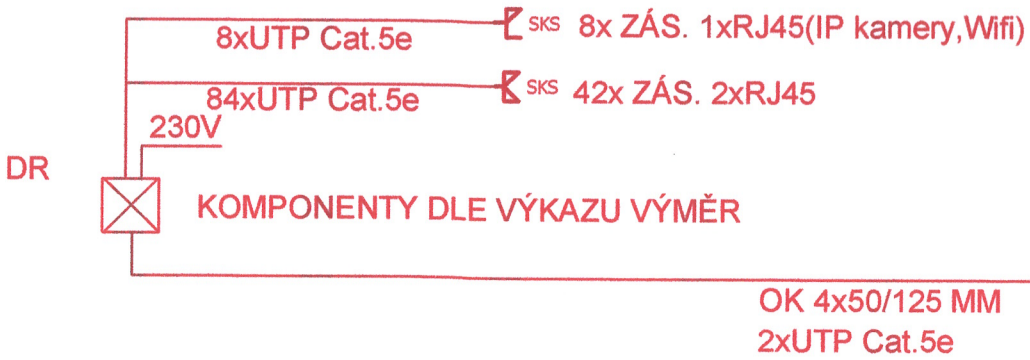 8xUTP Cat.5e
SKS 8x ZÁS. 1xRJ45(IP kamery,Wifi)
84xUTP Cat.5e
SKS 42x ZÁS. 2xRJ45
230V
DR
KOMPONENTY DLE VÝKAZU VÝMĚR
OK 4x50/125 MM
2xUTP Cat.5e